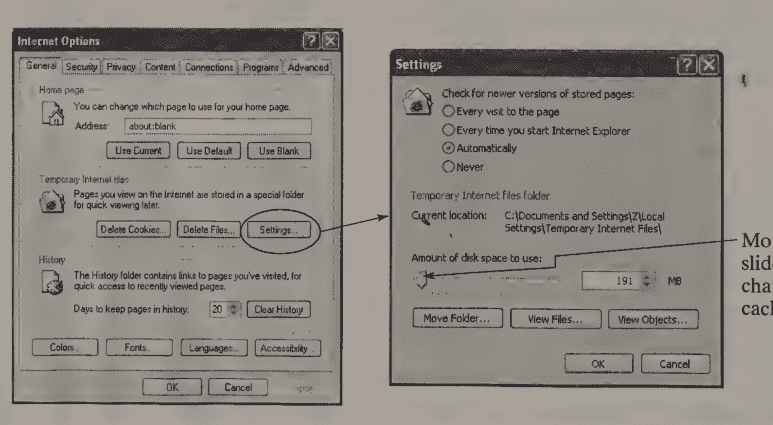 Internet Options
General Security Privacy Content Connections Programs Advanced
Home page
You can change which page to use for your home page.
Address: about:blank
Use Current Use Default Use Blank
Temporary Internet files
Pages you view on the Internet are stored in a special folder
for quick viewing later.
Delete Cookies... Delete Files... Settings...
History
The History folder contains links to pages you've visited, for
quick access to recently viewed pages.
Days to keep pages in history: 20 Clear History
Colors... Fonts... Languages... Accessibility...
OK Cancel Apply
Settings
Check for newer versions of stored pages:
Every visit to the page
Every time you start Internet Explorer
Automatically
Never
Temporary Internet files folder
Current location: C:\Documents and Settings\Z\Local
Settings\Temporary Internet Files\
Amount of disk space to use:
191 MB
Move Folder... View Files... View Objects...
OK Cancel
Mo
slid
cha
cac